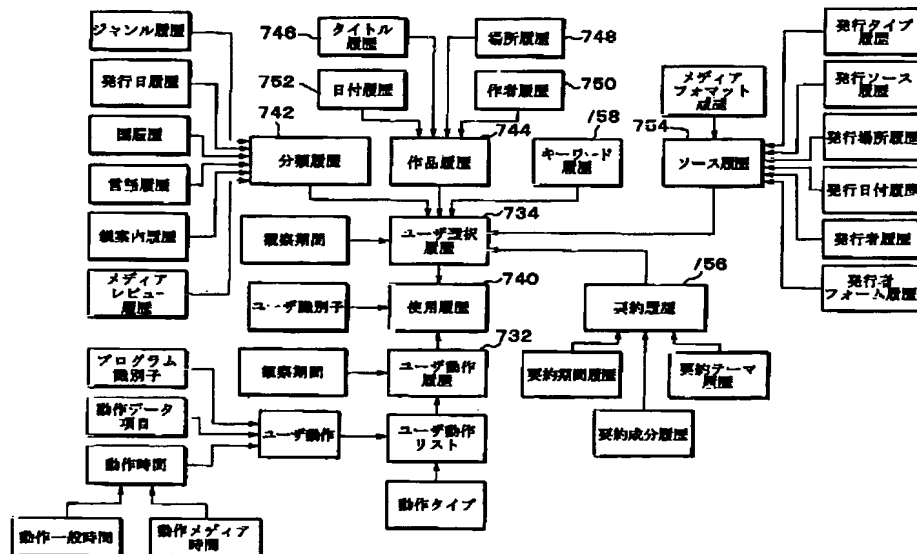 ジャンル履歴
発行日履歴
国履歴
言語履歴
親案内履歴
メディア
レビュー
履歴
746
タイトル
履歴
752
日付履歴
場所履歴
748
作者履歴
750
742
分類履歴
744
作品履歴
758
キーワード
履歴
メディア
フォーマット
754
ソース履歴
発行タイプ
履歴
発行ソース
履歴
発行場所履歴
発行日付履歴
発行者履歴
発行者
フォーム履歴
観察期間
734
ユーザ選択
履歴
740
ユーザ識別子
使用履歴
732
観察期間
ユーザ動作
履歴
756
要約履歴
要約期間履歴
要約テーマ
履歴
要約成分履歴
プログラム
識別子
動作データ
項目
動作時間
ユーザ動作
ユーザ動作
リスト
動作タイプ
動作一般時間
動作メディア
時間